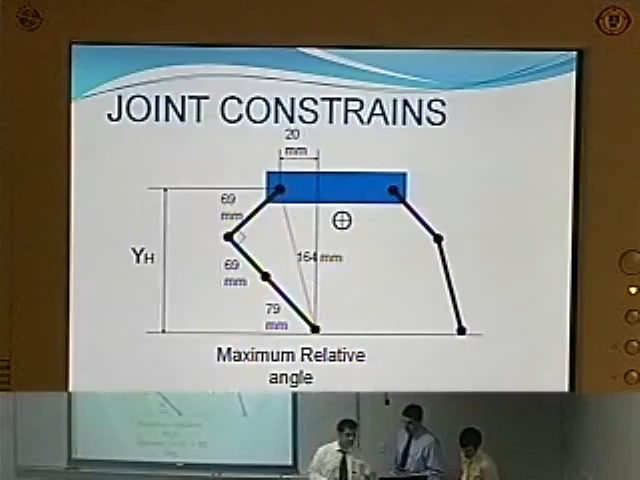 JOINT CONSTRAINS
20
mm
69
mm
YH
164 mm
69
mm
79
mm
Maximum Relative
angle